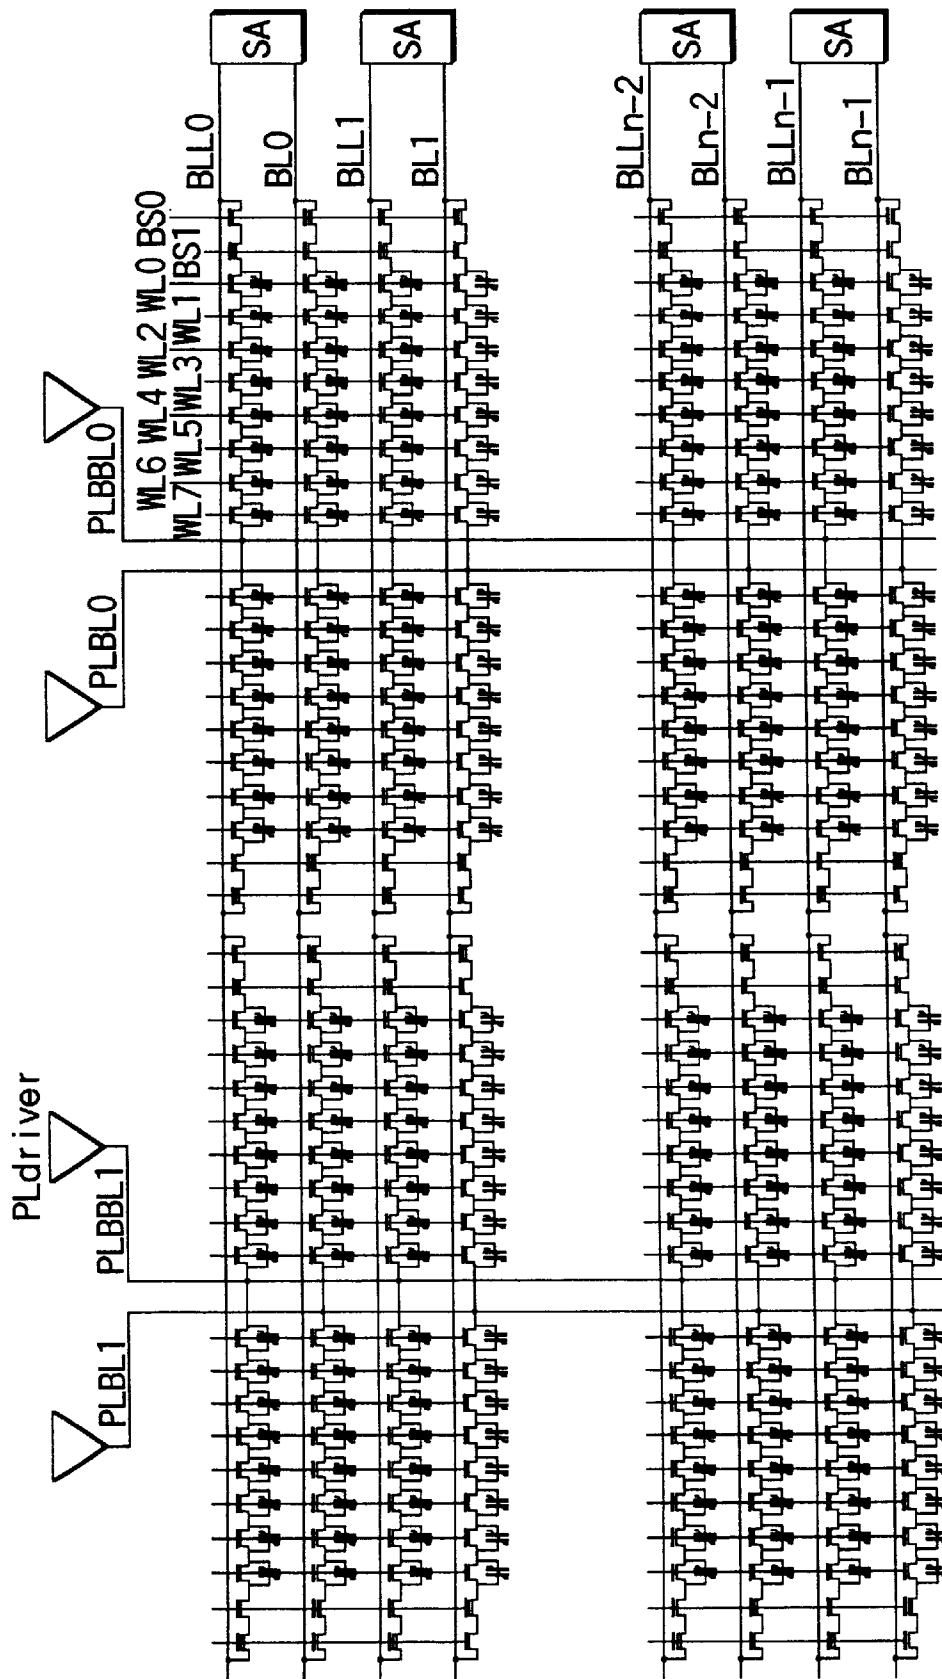 SA
SA
SA
SA
BLL0
BL0
BLL1
BL1
BLLn-2
BLn-2
BLLn-1
BLn-1
WL6 WL4 WL2 WL0 BS0
WL7 WL5 WL3 WL1 BS1
PLBBL0
PLBL0
PLdriver
PLBBL1
PLBL1